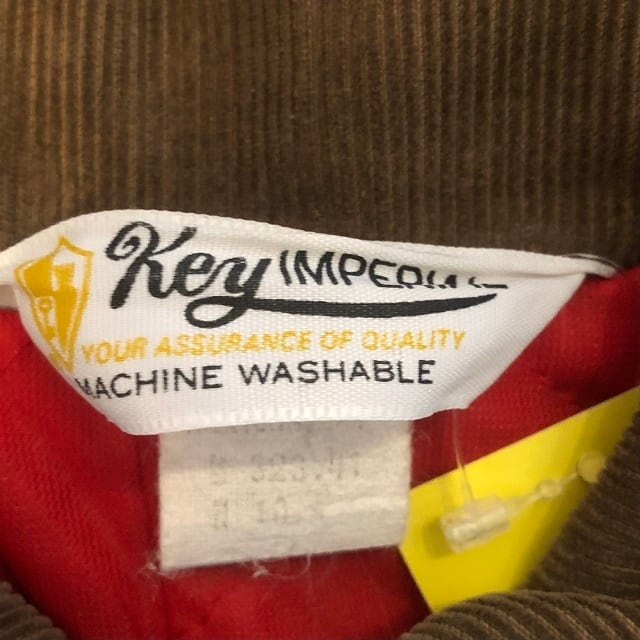 Key IMPERIAL
YOUR ASSURANCE OF QUALITY
MACHINE WASHABLE